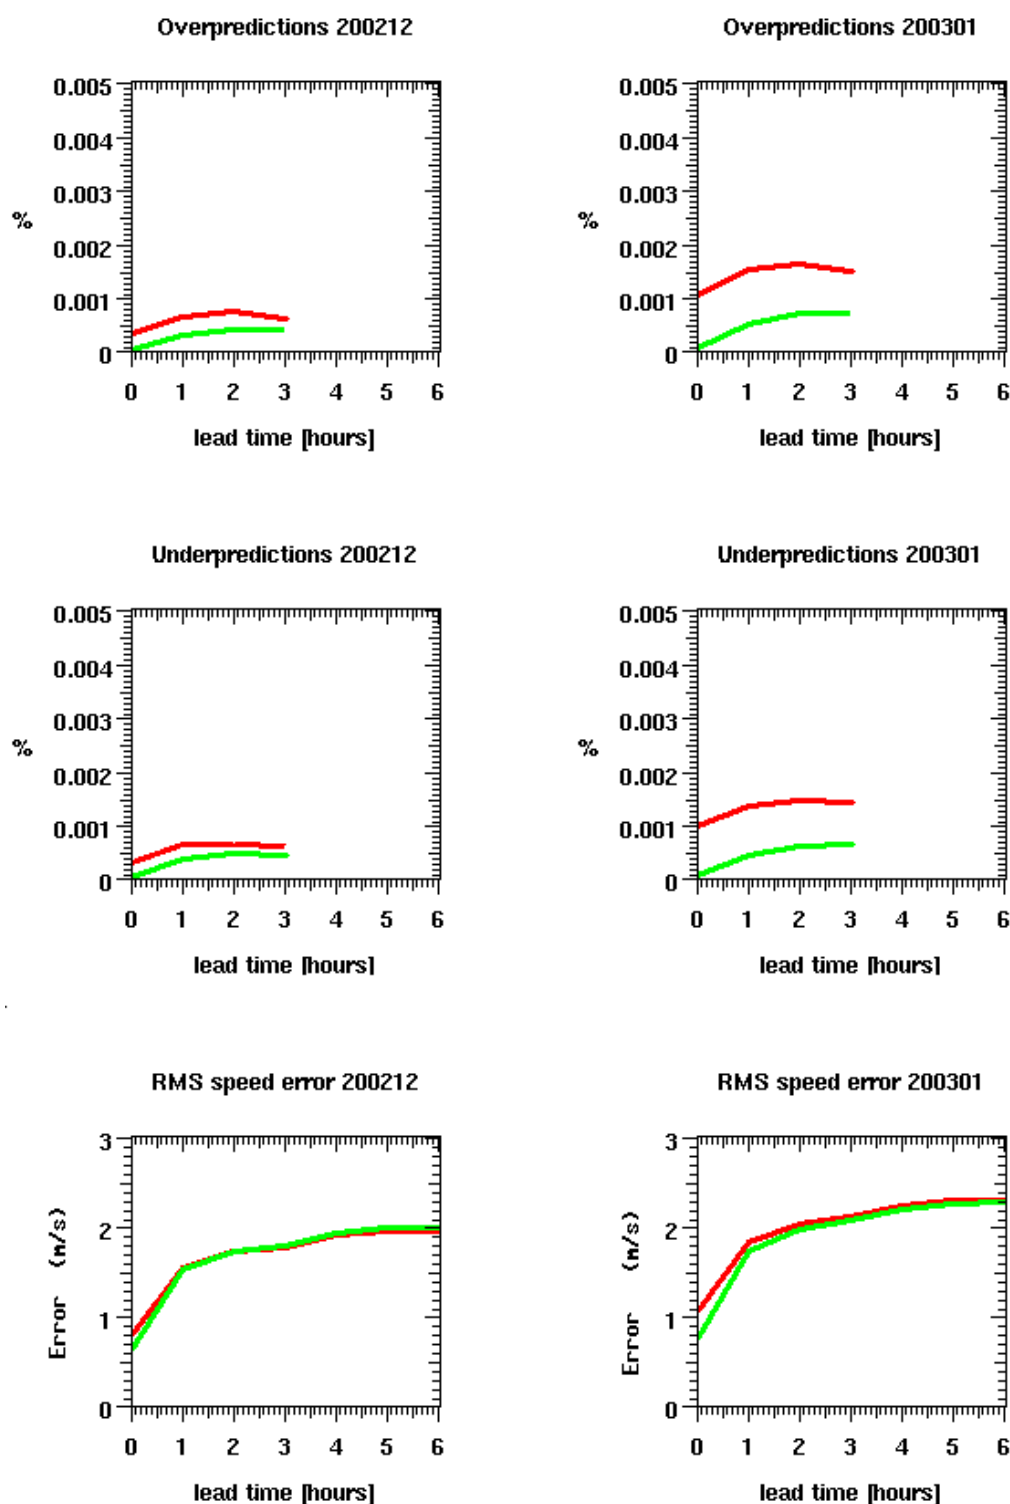 Overpredictions 200212
0.005
0.004
0.003
%
0.002
0.001
0
0 1 2 3 4 5 6
lead time [hours]
Overpredictions 200301
0.005
0.004
0.003
%
0.002
0.001
0
0 1 2 3 4 5 6
lead time [hours]
Underpredictions 200212
0.005
0.004
0.003
%
0.002
0.001
0
0 1 2 3 4 5 6
lead time [hours]
Underpredictions 200301
0.005
0.004
0.003
%
0.002
0.001
0
0 1 2 3 4 5 6
lead time [hours]
RMS speed error 200212
3
2
1
0
Error (m/s)
0 1 2 3 4 5 6
lead time [hours]
RMS speed error 200301
3
2
1
0
Error (m/s)
0 1 2 3 4 5 6
lead time [hours]